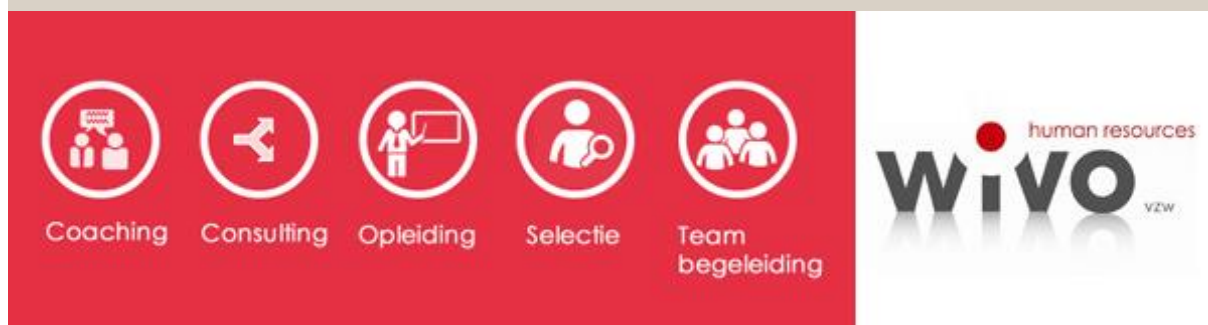 Coaching
Consulting
Opleiding
Selectie
Team
begeleiding
human resources
wivo
vzw